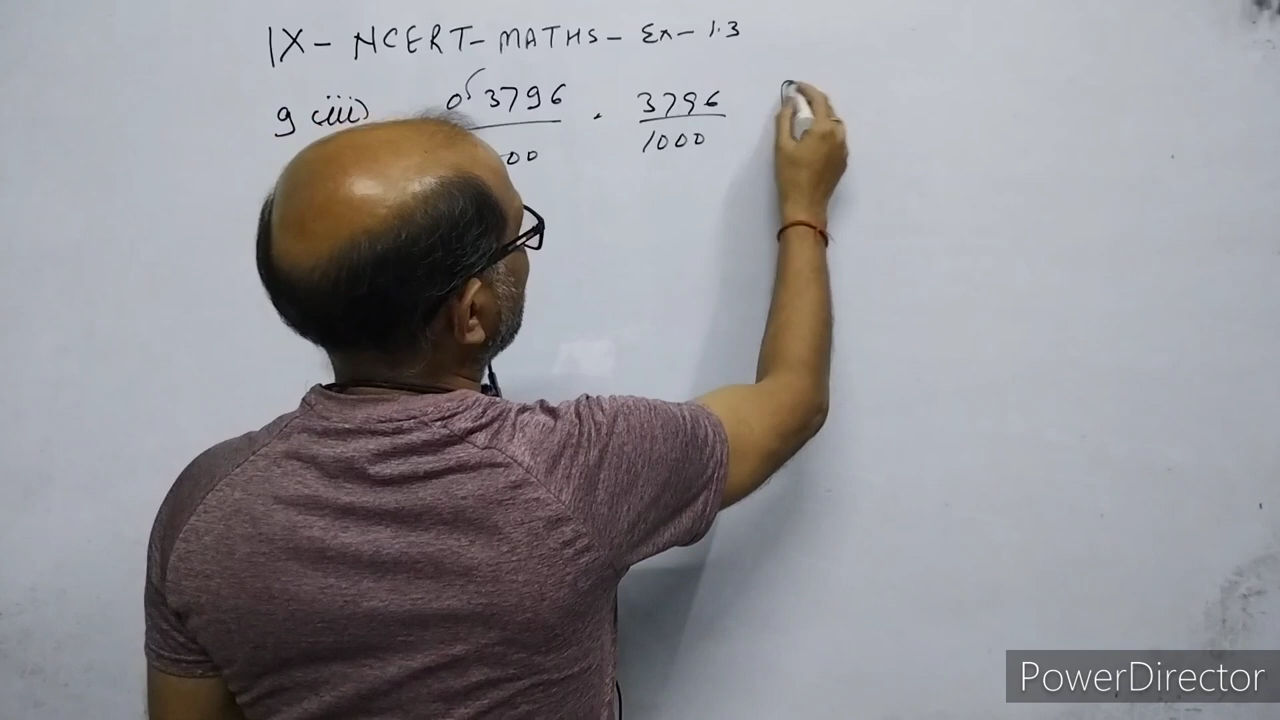 IX - NCERT - MATHS - Ex - 1.3
9 (iii) 0 3796 . 3796
00 1000
PowerDirector